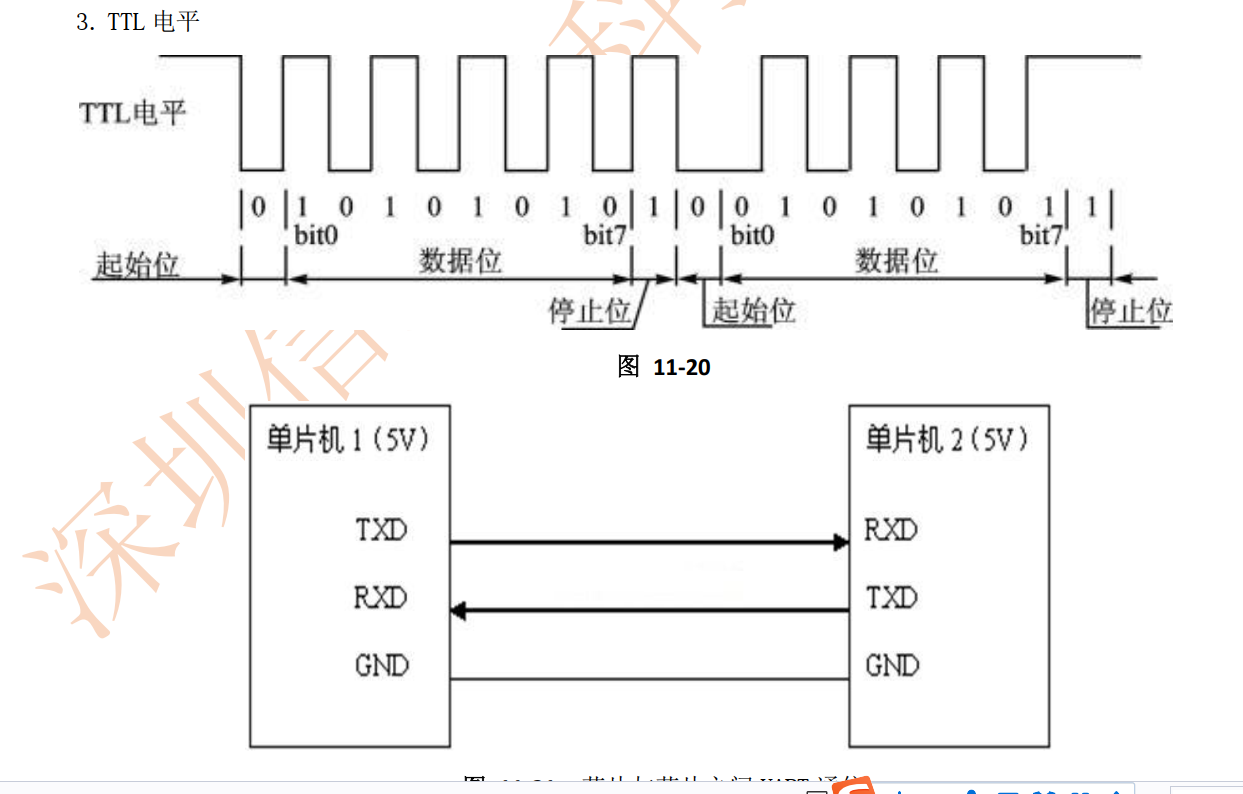 3. TTL 电平
TTL电平
0 1 0 1 0 1 0 1 0 1 0 0 1 0 1 0 1 0 1 1
bit0 bit7 bit0 bit7
起始位 数据位 数据位
停止位 起始位 停止位
图 11-20
单片机1(5V) 单片机2(5V)
TXD RXD
RXD TXD
GND GND
深圳信
科